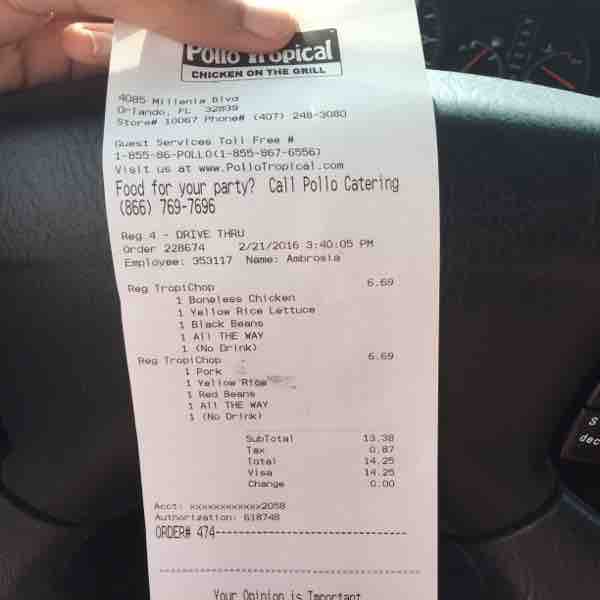 Pollo Tropical
CHICKEN ON THE GRILL
4085 Millenia Blvd
Orlando, FL 32839
Store# 10067 Phone# (407) 248-3080
Guest Services Toll Free #
1-855-86-POLLO(1-855-867-6556)
Visit us at www.PolloTropical.com
Food for your party? Call Pollo Catering
(866) 769-7696
Reg 4 - DRIVE THRU
Order 228674 2/21/2016 3:40:05 PM
Employee: 353117 Name: Ambrosia
Reg TropiChop 6.69
1 Boneless Chicken
1 Yellow Rice Lettuce
1 Black Beans
1 All THE WAY
1 (No Drink)
Reg TropiChop 6.69
1 Pork
1 Yellow Rice
1 Red Beans
1 All THE WAY
1 (No Drink)
SubTotal 13.38
Tax 0.87
Total 14.25
Visa 14.25
Change 0.00
Acct: xxxxxxxxxxxx2058
Authorization: 618748
ORDER# 474--------------------
Your Opinion is Important
S
dec